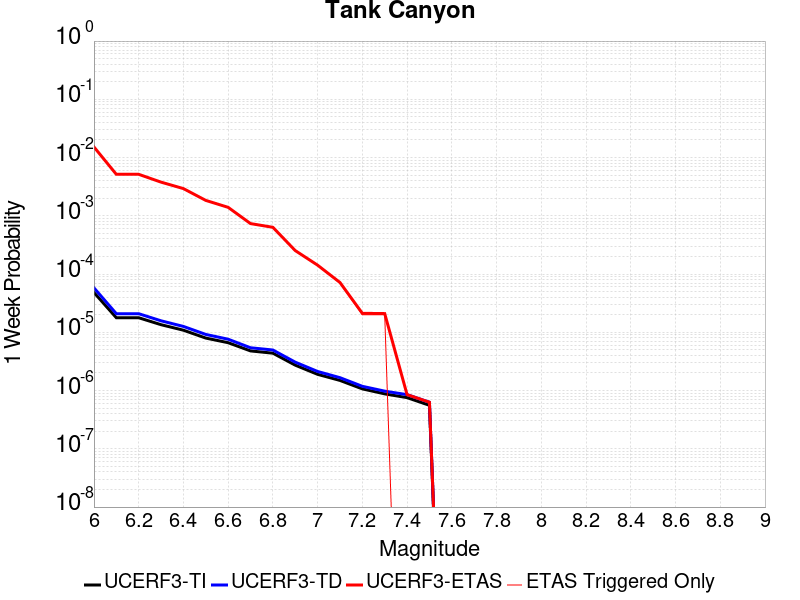 Tank Canyon
10 0
10 -1
10 -2
10 -3
10 -4
10 -5
10 -6
10 -7
10 -8
1 Week Probability
6 6.2 6.4 6.6 6.8 7 7.2 7.4 7.6 7.8 8 8.2 8.4 8.6 8.8 9
Magnitude
UCERF3-TI UCERF3-TD UCERF3-ETAS ETAS Triggered Only